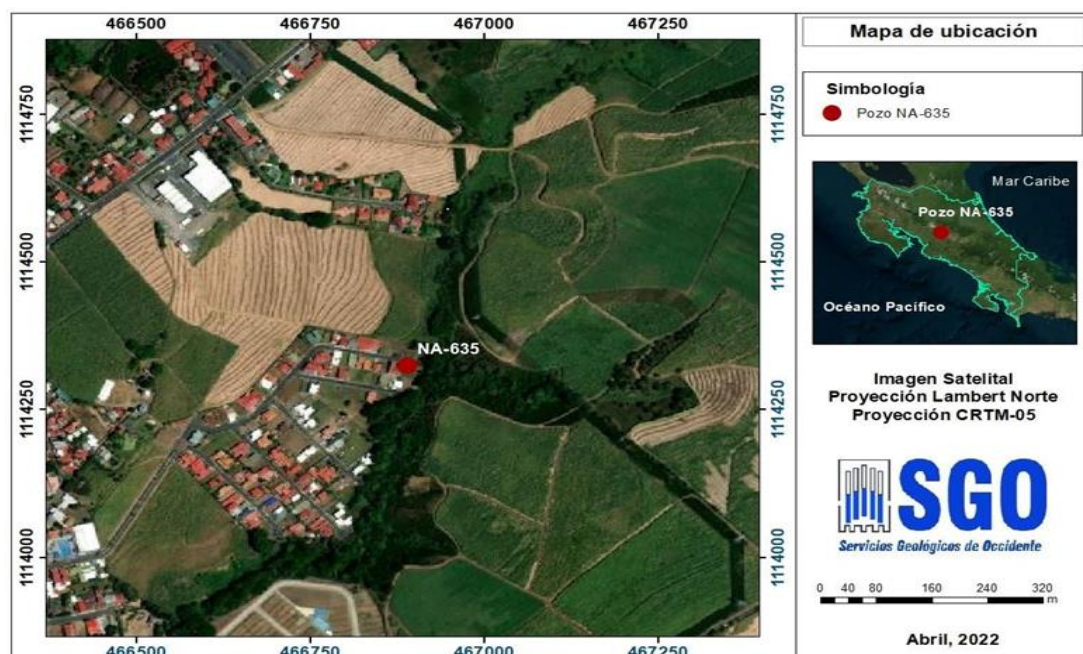 466500 466750 467000 467250
1114750
1114500
1114250
1114000
1114750
1114500
1114250
1114000
NA-635
466500 466750 467000 467250
Mapa de ubicación
Simbología
Pozo NA-635
Mar Caribe
Pozo NA-635
Océano Pacífico
Imagen Satelital
Proyección Lambert Norte
Proyección CRTM-05
SGO
Servicios Geológicos de Occidente
0 40 80 160 240 320
m
Abril, 2022